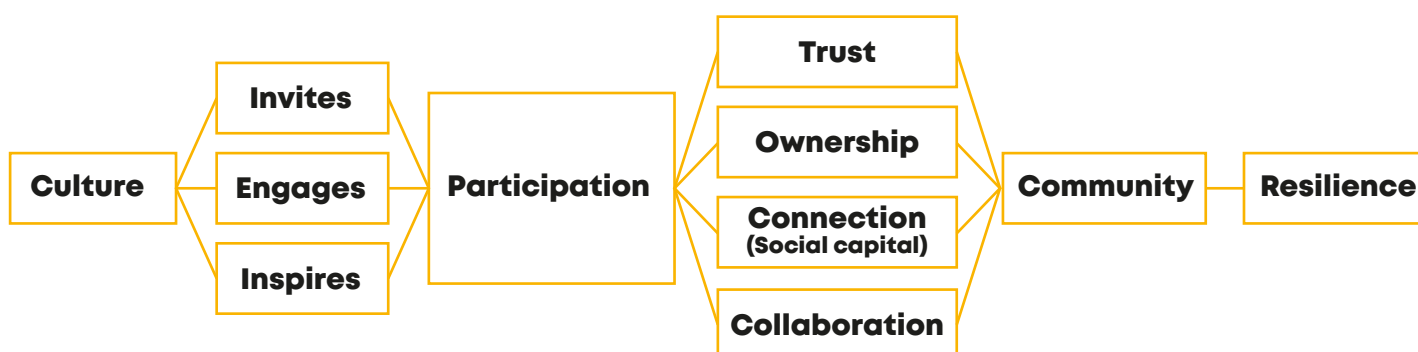 Culture
Invites
Engages
Inspires
Participation
Trust
Ownership
Connection
(Social capital)
Collaboration
Community
Resilience